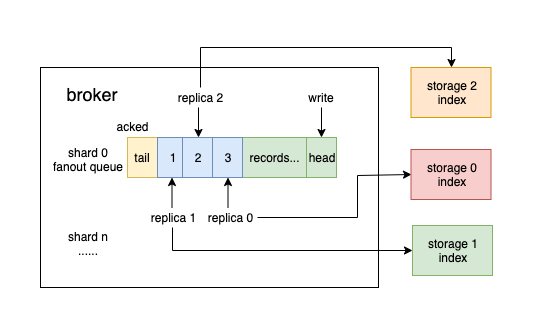 broker
replica 2
write
storage 2
index
acked
shard 0
fanout queue
tail
1
2
3
records...
head
storage 0
index
replica 1
replica 0
shard n
......
storage 1
index